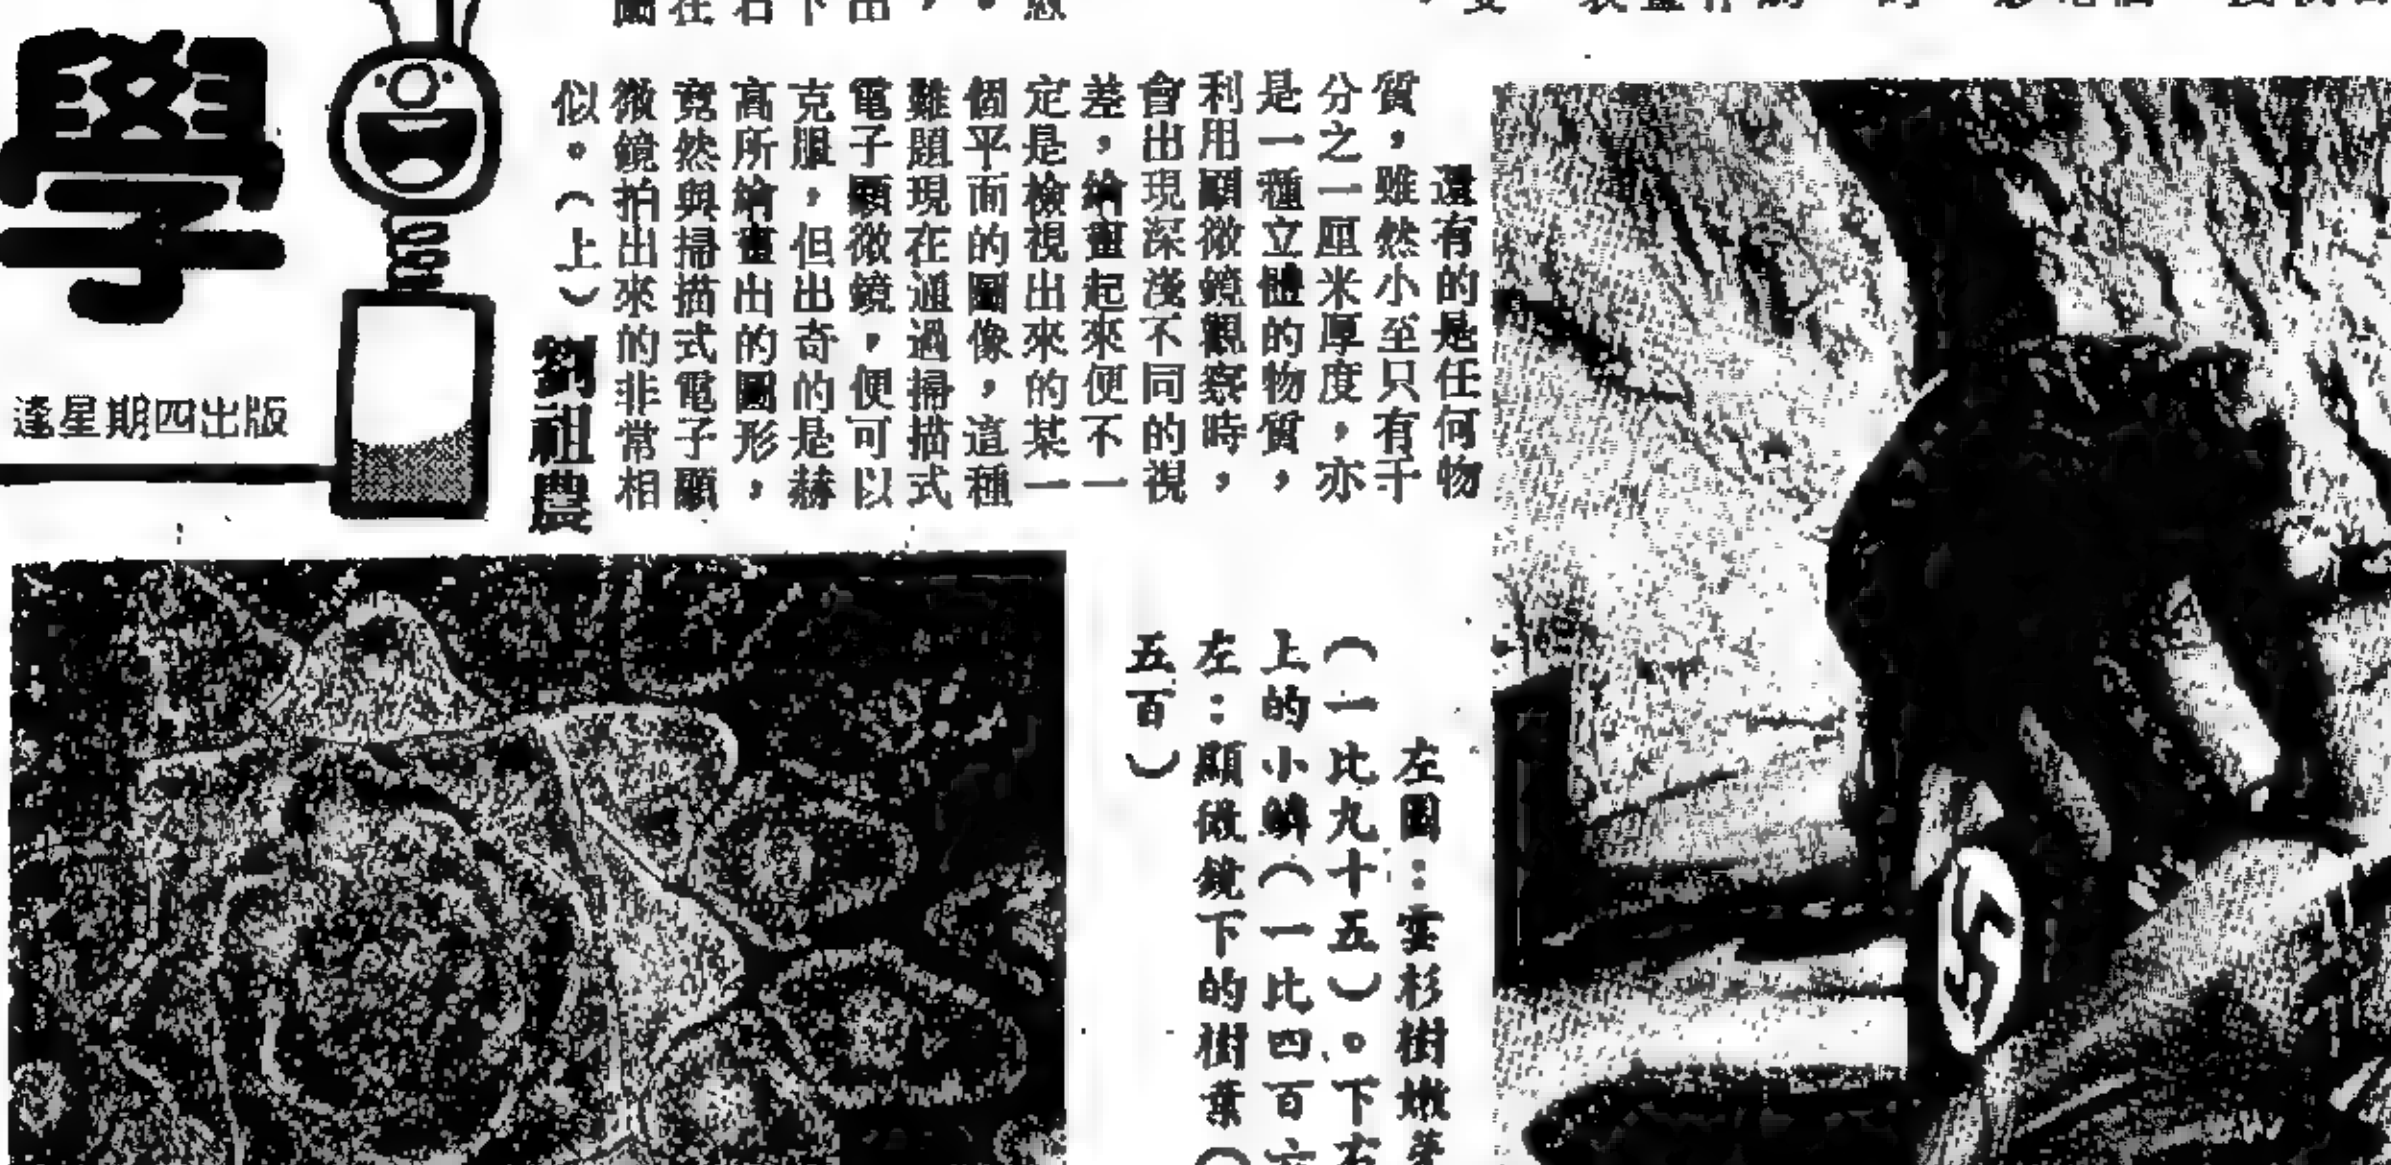 還有的是任何物
質，雖然小至只有千
分之一厘米厚度，亦
是一種立體的物質，
利用顯微鏡觀察時，
會出現深淺不同的視
差，繪畫起來便不一
定是檢視出來的某一
個平面的圖像，這種
難題現在通過掃描式
電子顯微鏡，便可以
克服，但出奇的是赫
高所繪畫出的圖形，
竟然與掃描式電子顯
微鏡拍出來的非常相
似。（上）
劉祖農
學
逢星期四出版
左圖：雲杉樹嫩芽
（一比九十五）。下右
上的小鱗（一比四百六
左：顯微鏡下的樹葉（
五百）